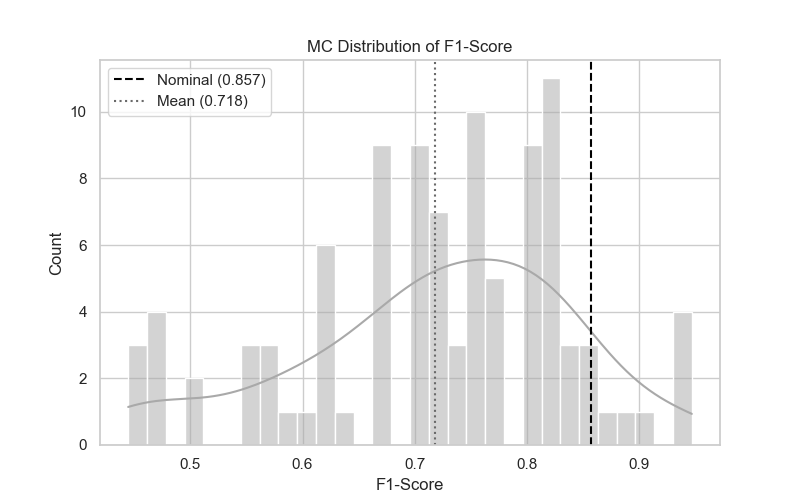 MC Distribution of F1-Score
Nominal (0.857)
Mean (0.718)
10
8
6
4
2
0
Count
0.5 0.6 0.7 0.8 0.9
F1-Score